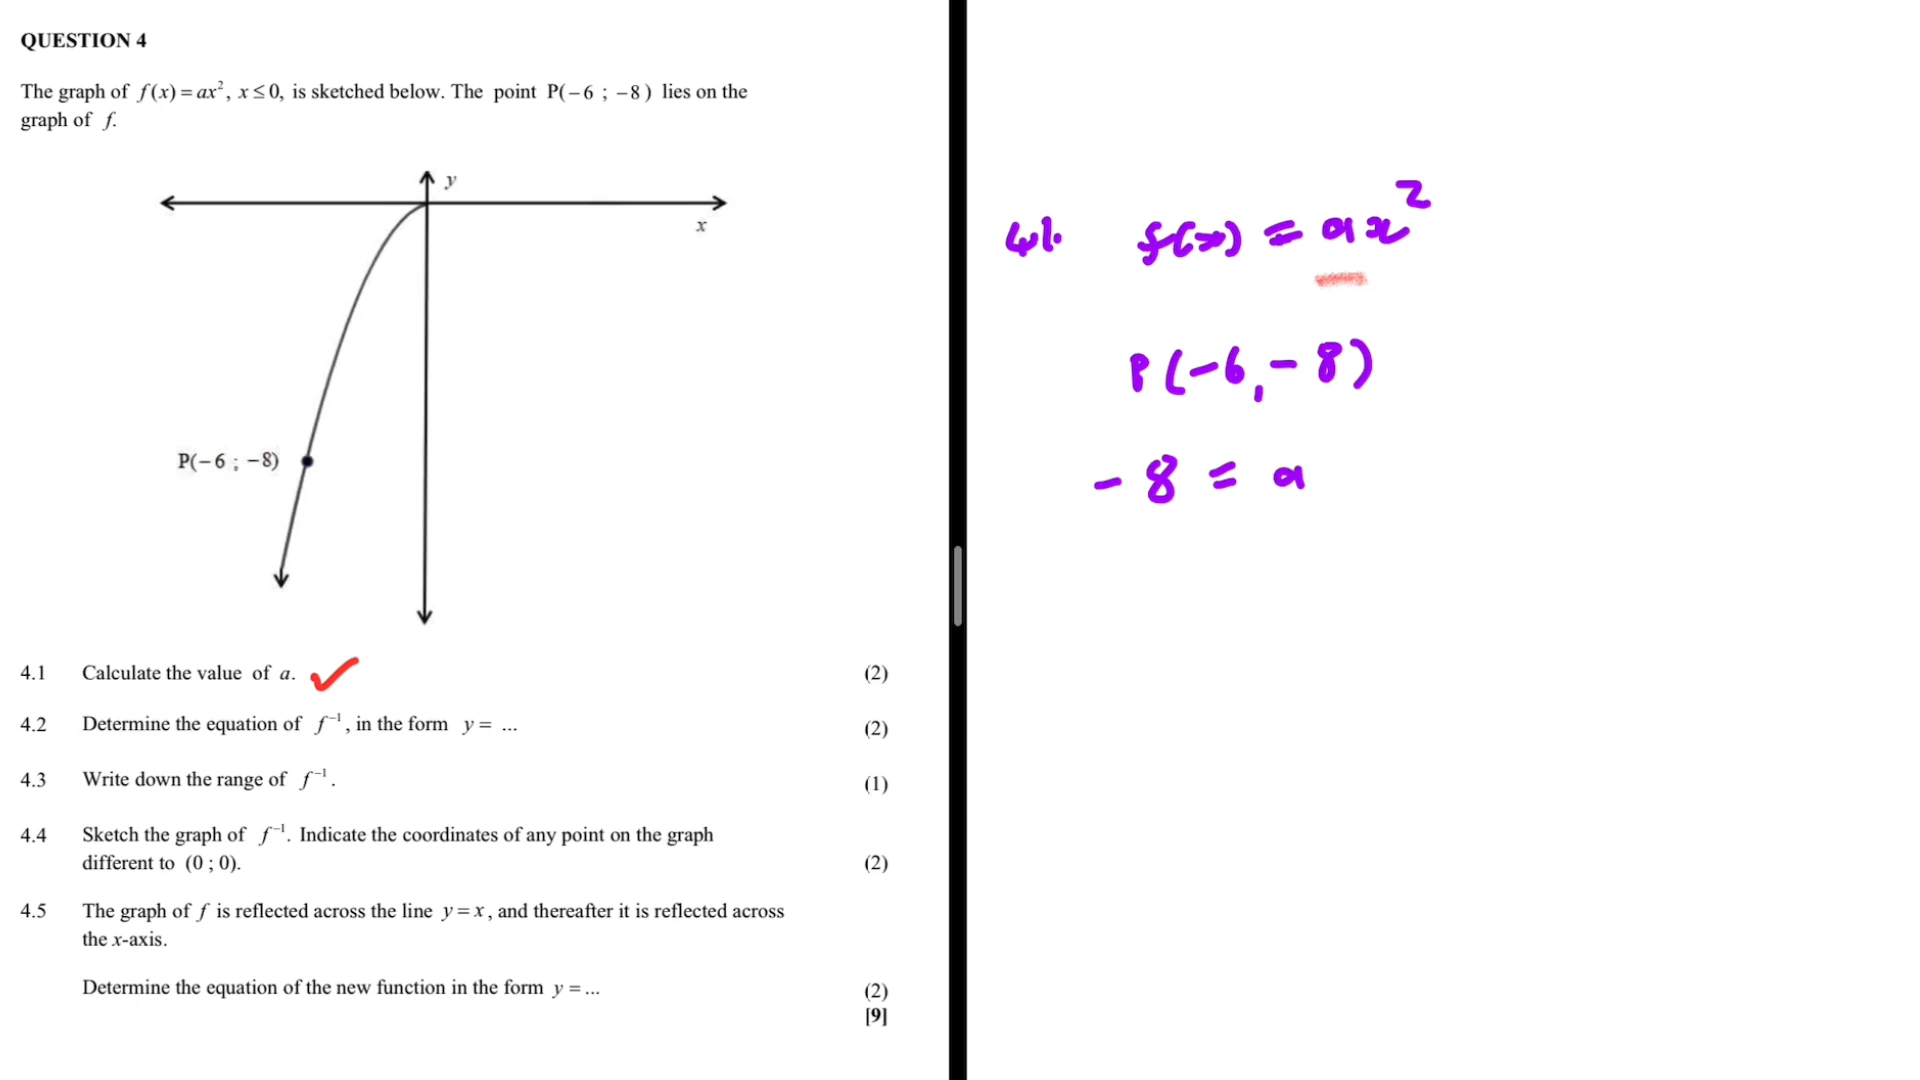 QUESTION 4
The graph of f(x) = ax², x ≤ 0, is sketched below. The point P(−6 ; −8) lies on the
graph of f.
y
x
P(−6 ; −8)
4.1 Calculate the value of a. (2)
4.2 Determine the equation of f⁻¹, in the form y = ... (2)
4.3 Write down the range of f⁻¹. (1)
4.4 Sketch the graph of f⁻¹. Indicate the coordinates of any point on the graph
different to (0 ; 0). (2)
4.5 The graph of f is reflected across the line y = x, and thereafter it is reflected across
the x-axis.
Determine the equation of the new function in the form y = ... (2)
[9]
41. f(x) = ax²
P(-6,-8)
-8 = a